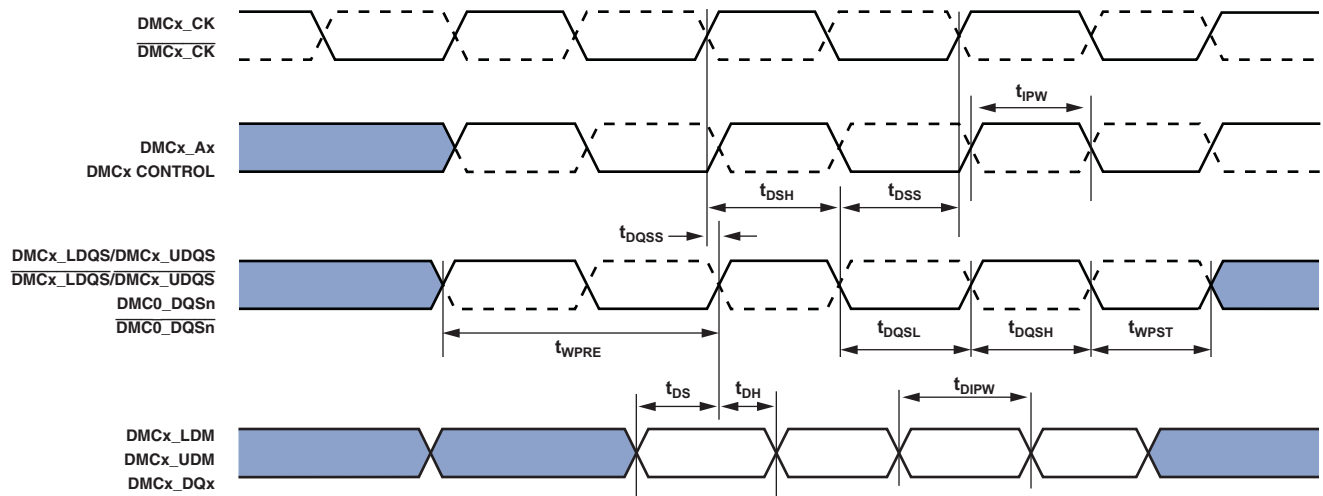 DMCx_CK
DMCx_CK
tIPW
DMCx_Ax
DMCx CONTROL
tDSH
tDSS
tDQSS
DMCx_LDQS/DMCx_UDQS
DMCx_LDQS/DMCx_UDQS
DMC0_DQSn
DMC0_DQSn
tDQSL
tDQSH
tWPST
tWPRE
tDS
tDH
tDIPW
DMCx_LDM
DMCx_UDM
DMCx_DQx